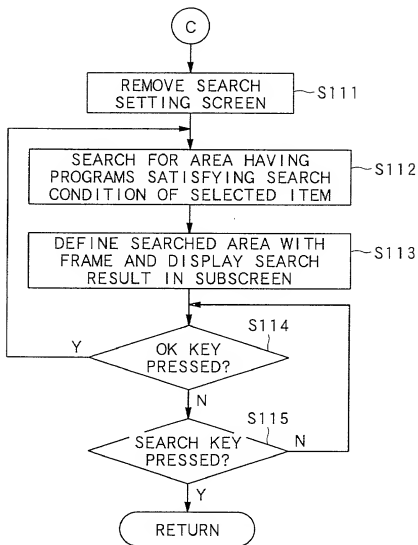 C
REMOVE SEARCH
SETTING SCREEN
S111
SEARCH FOR AREA HAVING
PROGRAMS SATISFYING SEARCH
CONDITION OF SELECTED ITEM
S112
DEFINE SEARCHED AREA WITH
FRAME AND DISPLAY SEARCH
RESULT IN SUBSCREEN
S113
S114
Y
OK KEY
PRESSED?
N
S115
SEARCH KEY
PRESSED?
N
Y
RETURN